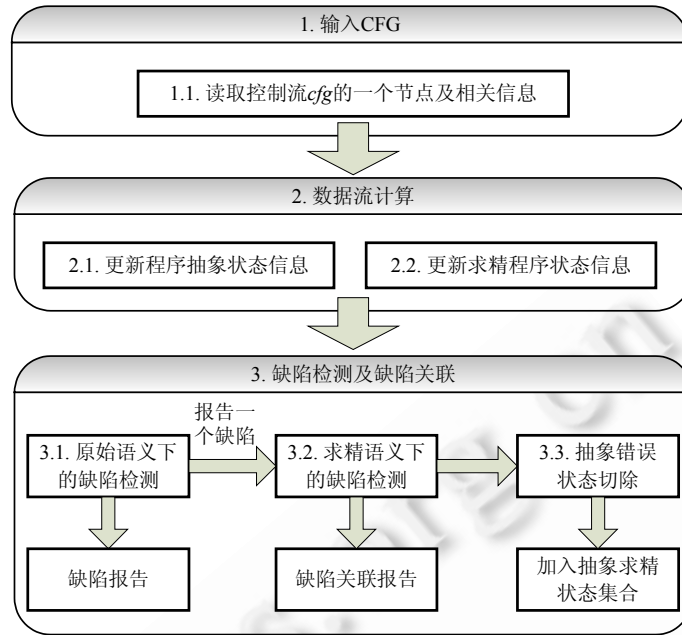 1. 输入CFG
1.1. 读取控制流cfg的一个节点及相关信息
2. 数据流计算
2.1. 更新程序抽象状态信息
2.2. 更新求精程序状态信息
3. 缺陷检测及缺陷关联
报告一
个缺陷
3.1. 原始语义下
的缺陷检测
3.2. 求精语义下
的缺陷检测
3.3. 抽象错误
状态切除
缺陷报告
缺陷关联报告
加入抽象求精
状态集合